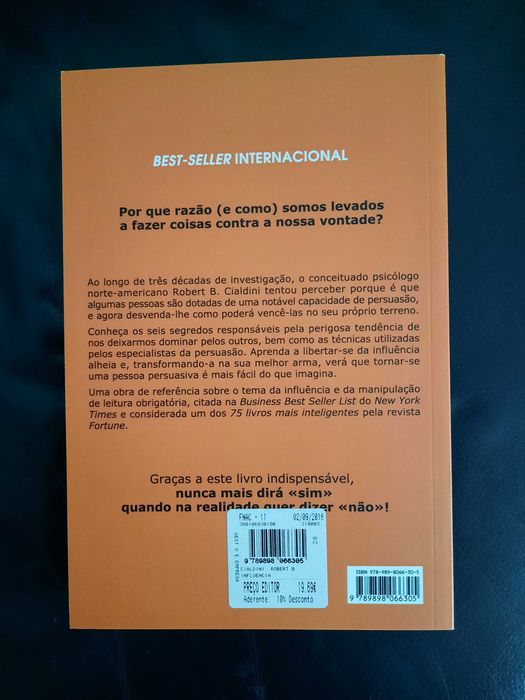 BEST-SELLER INTERNACIONAL
Por que razão (e como) somos levados
a fazer coisas contra a nossa vontade?
Ao longo de três décadas de investigação, o conceituado psicólogo
norte-americano Robert B. Cialdini tentou perceber porque é que
algumas pessoas são dotadas de uma notável capacidade de persuasão,
e agora desvenda-lhe como poderá vencê-las no seu próprio terreno.
Conheça os seis segredos responsáveis pela perigosa tendência de
nos deixarmos dominar pelos outros, bem como as técnicas utilizadas
pelos especialistas da persuasão. Aprenda a libertar-se da influência
alheia e, transformando-a na sua melhor arma, verá que tornar-se
uma pessoa persuasiva é mais fácil do que imagina.
Uma obra de referência sobre o tema da influência e da manipulação
de leitura obrigatória, citada na Business Best Seller List do New York
Times e considerada um dos 75 livros mais inteligentes pela revista
Fortune.
Graças a este livro indispensável,
nunca mais dirá «sim»
quando na realidade quer dizer «não»!
FNAC - 11 02/09/2016
310003
9 789898 066305
CIALDINI ROBERT B
INFLUENCIA
PREÇO EDITOR 19.69€
Aderente: 10% Desconto
ISBN 978-989-8066-30-5
9 789898 066305